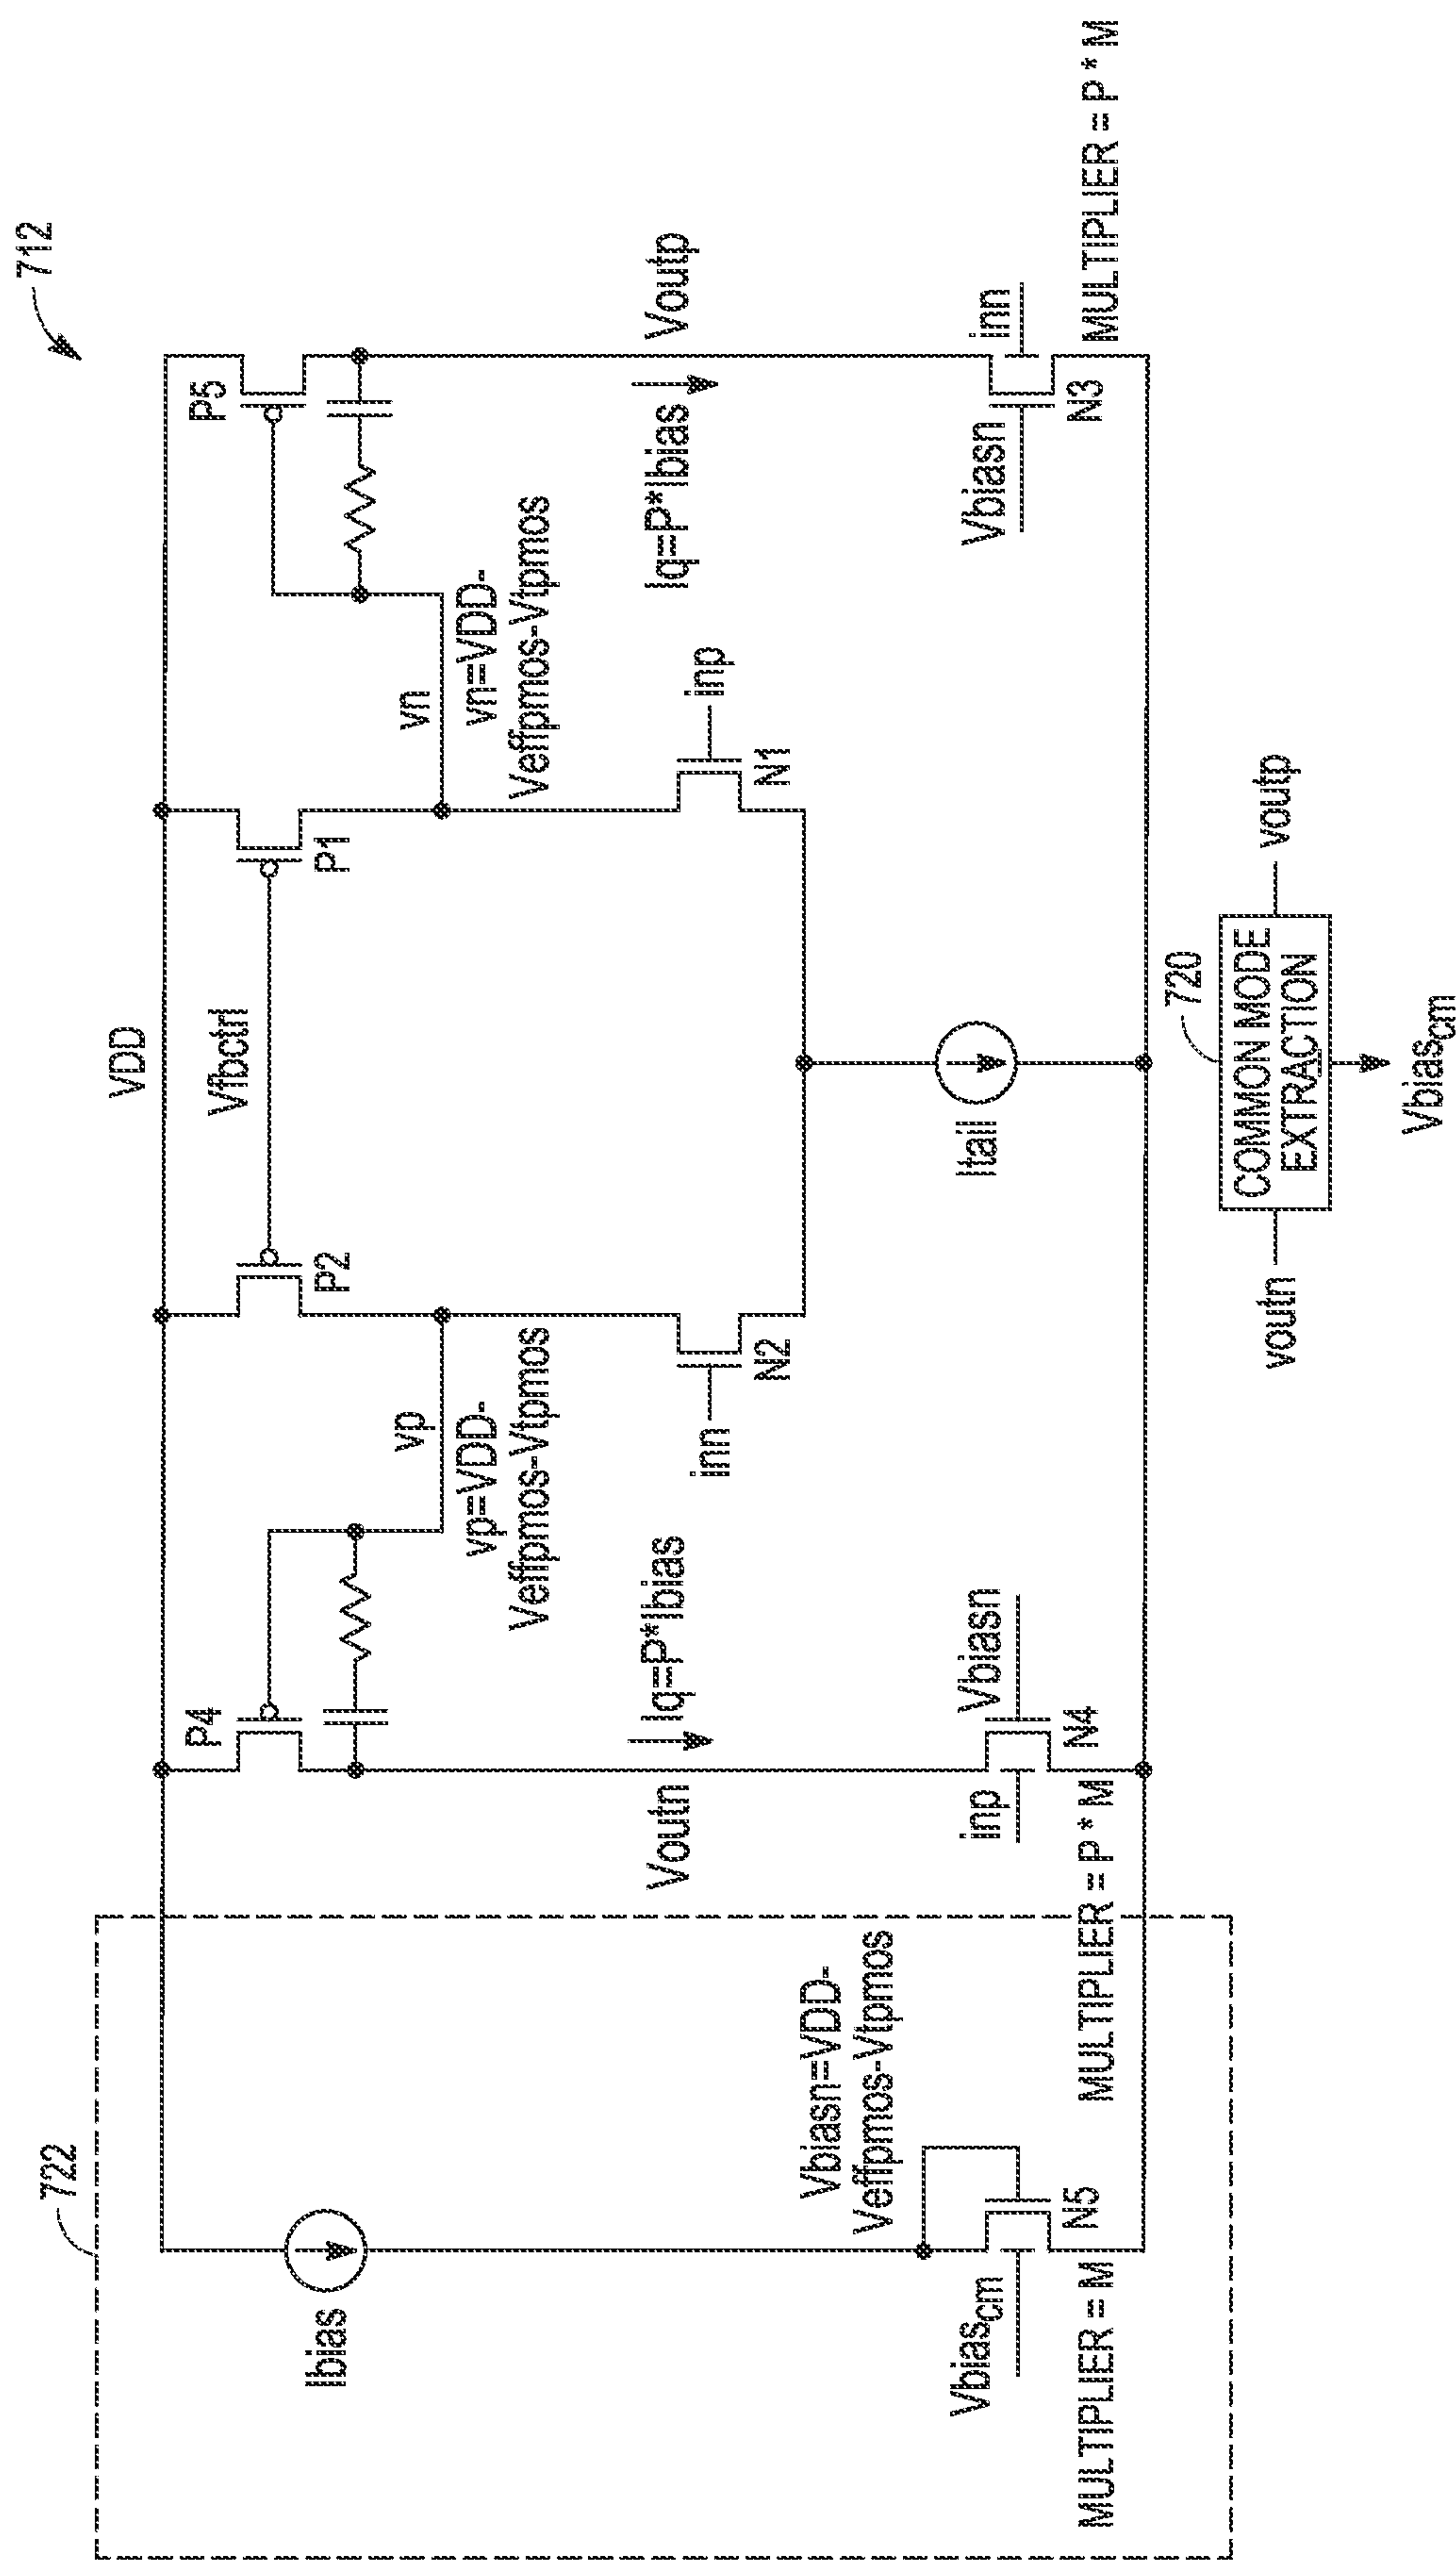 712
722
VDD
Vfbctrl
P4
P2
P1
P5
Ibias
vp
vp=VDD-
Veffpmos-Vtpmos
vn
vn=VDD-
Veffpmos-Vtpmos
Voutn
Iq=P*Ibias
Iq=P*Ibias
Voutp
inn
N2
N1
inp
Vbiasn=VDD-
Veffpmos-Vtpmos
Vbiascm
N5
MULTIPLIER = M
inp
Vbiasn
N4
MULTIPLIER = P * M
Itail
Vbiasn
inn
N3
MULTIPLIER = P * M
720
voutn
COMMON MODE
EXTRACTION
voutp
Vbiascm